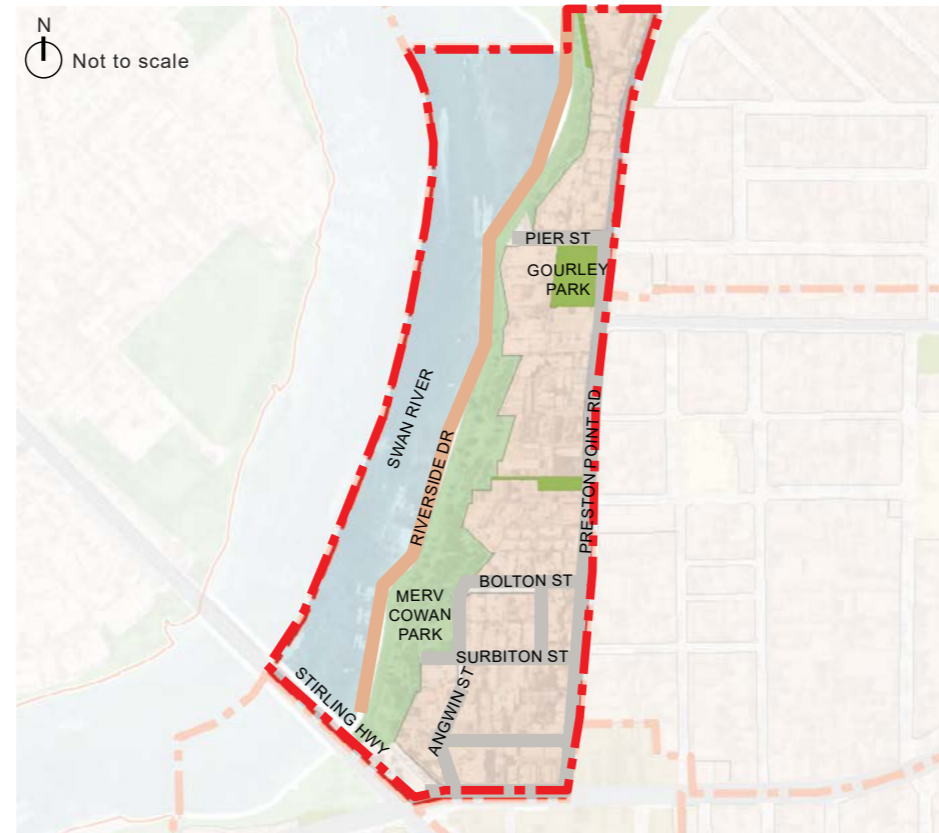 N
Not to scale
PIER ST
GOURLEY
PARK
SWAN RIVER
RIVERSIDE DR
PRESTON POINT RD
BOLTON ST
MERV
COWAN
PARK
SURBITON ST
ANGWIN ST
STIRLING HWY